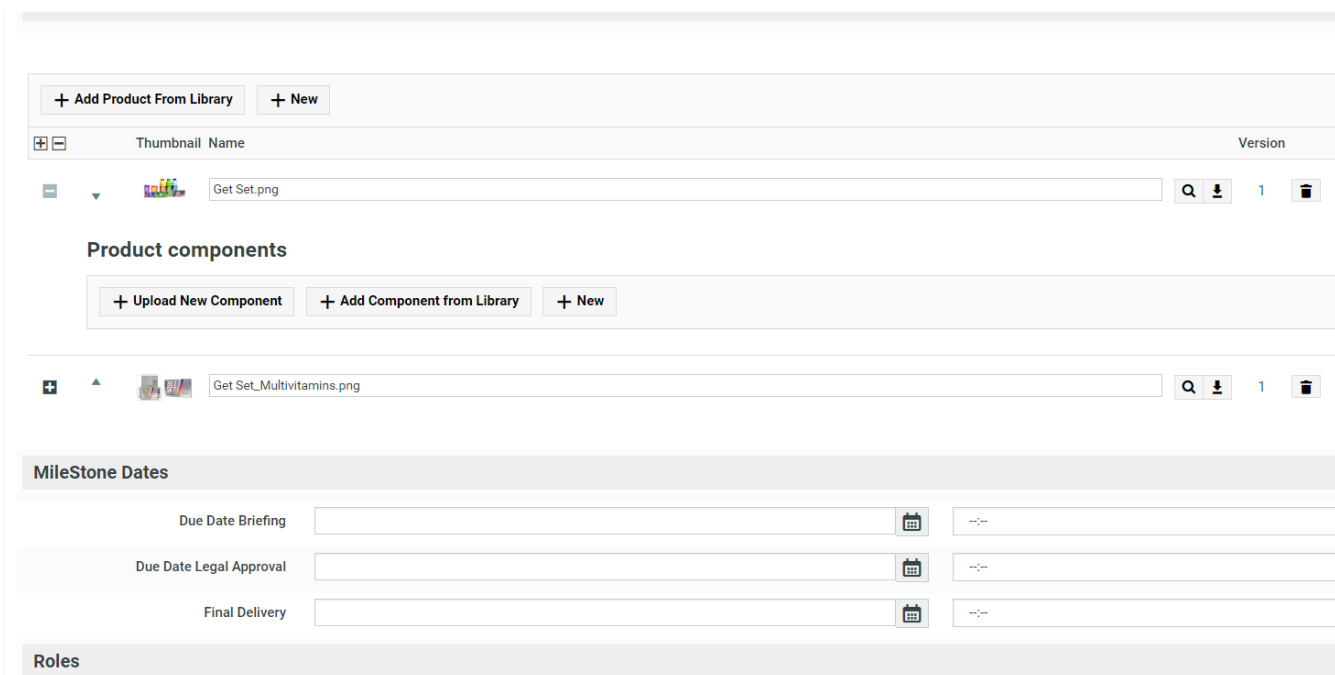 Add Product From Library New
Thumbnail Name Version
Get Set.png 1
Product components
Upload New Component Add Component from Library New
Get Set_Multivitamins.png 1
MileStone Dates
Due Date Briefing --:--
Due Date Legal Approval --:--
Final Delivery --:--
Roles